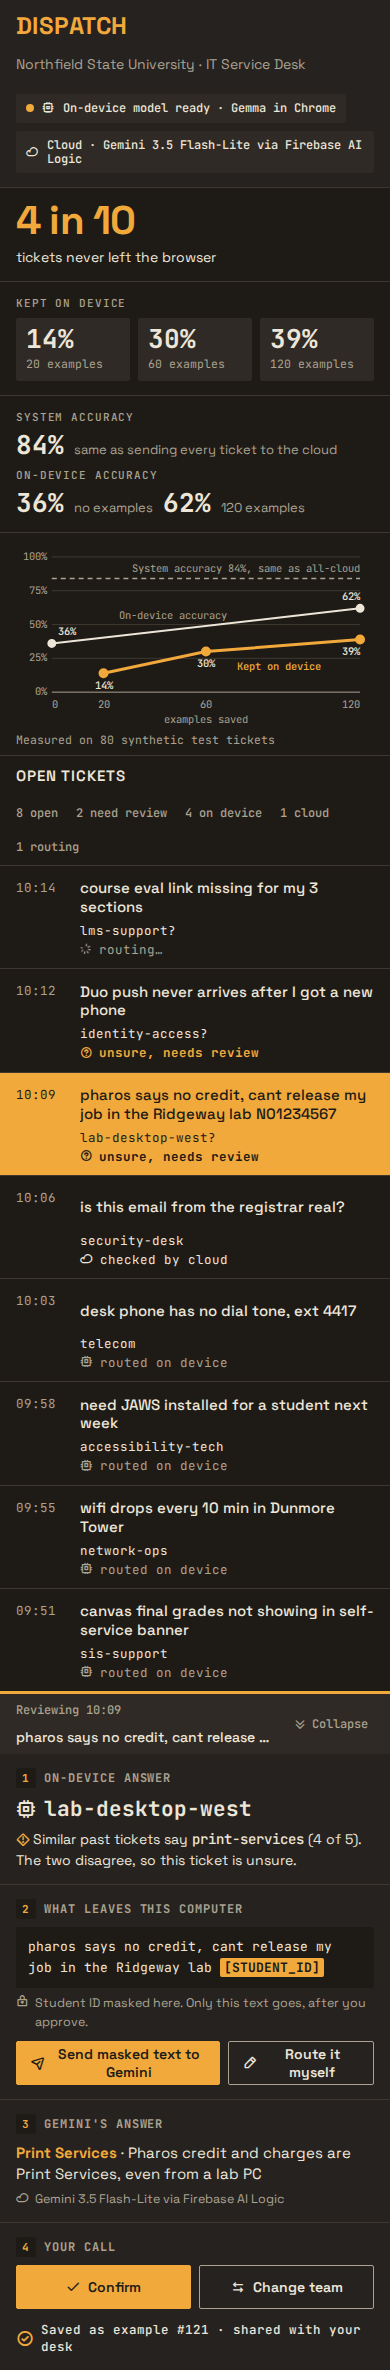 DISPATCH
Northfield State University · IT Service Desk
On-device model ready · Gemma in Chrome
Cloud · Gemini 3.5 Flash-Lite via Firebase AI
Logic
4 in 10
tickets never left the browser
KEPT ON DEVICE
14% 30% 39%
20 examples 60 examples 120 examples
SYSTEM ACCURACY
84% same as sending every ticket to the cloud
ON-DEVICE ACCURACY
36% no examples 62% 120 examples
100%
System accuracy 84%, same as all-cloud
75%
62%
On-device accuracy
50%
36%
39%
25%
30%
Kept on device
14%
0%
0 20 60 120
examples saved
Measured on 80 synthetic test tickets
OPEN TICKETS
8 open 2 need review 4 on device 1 cloud
1 routing
10:14 course eval link missing for my 3
sections
lms-support?
routing…
10:12 Duo push never arrives after I got a new
phone
identity-access?
unsure, needs review
10:09 pharos says no credit, cant release my
job in the Ridgeway lab N01234567
lab-desktop-west?
unsure, needs review
10:06 is this email from the registrar real?
security-desk
checked by cloud
10:03 desk phone has no dial tone, ext 4417
telecom
routed on device
09:58 need JAWS installed for a student next
week
accessibility-tech
routed on device
09:55 wifi drops every 10 min in Dunmore
Tower
network-ops
routed on device
09:51 canvas final grades not showing in self-
service banner
sis-support
routed on device
Reviewing 10:09
pharos says no credit, cant release …
Collapse
1 ON-DEVICE ANSWER
lab-desktop-west
Similar past tickets say print-services (4 of 5).
The two disagree, so this ticket is unsure.
2 WHAT LEAVES THIS COMPUTER
pharos says no credit, cant release my
job in the Ridgeway lab [STUDENT_ID]
Student ID masked here. Only this text goes, after you
approve.
Send masked text to
Gemini
Route it
myself
3 GEMINI'S ANSWER
Print Services · Pharos credit and charges are
Print Services, even from a lab PC
Gemini 3.5 Flash-Lite via Firebase AI Logic
4 YOUR CALL
Confirm Change team
Saved as example #121 · shared with your
desk